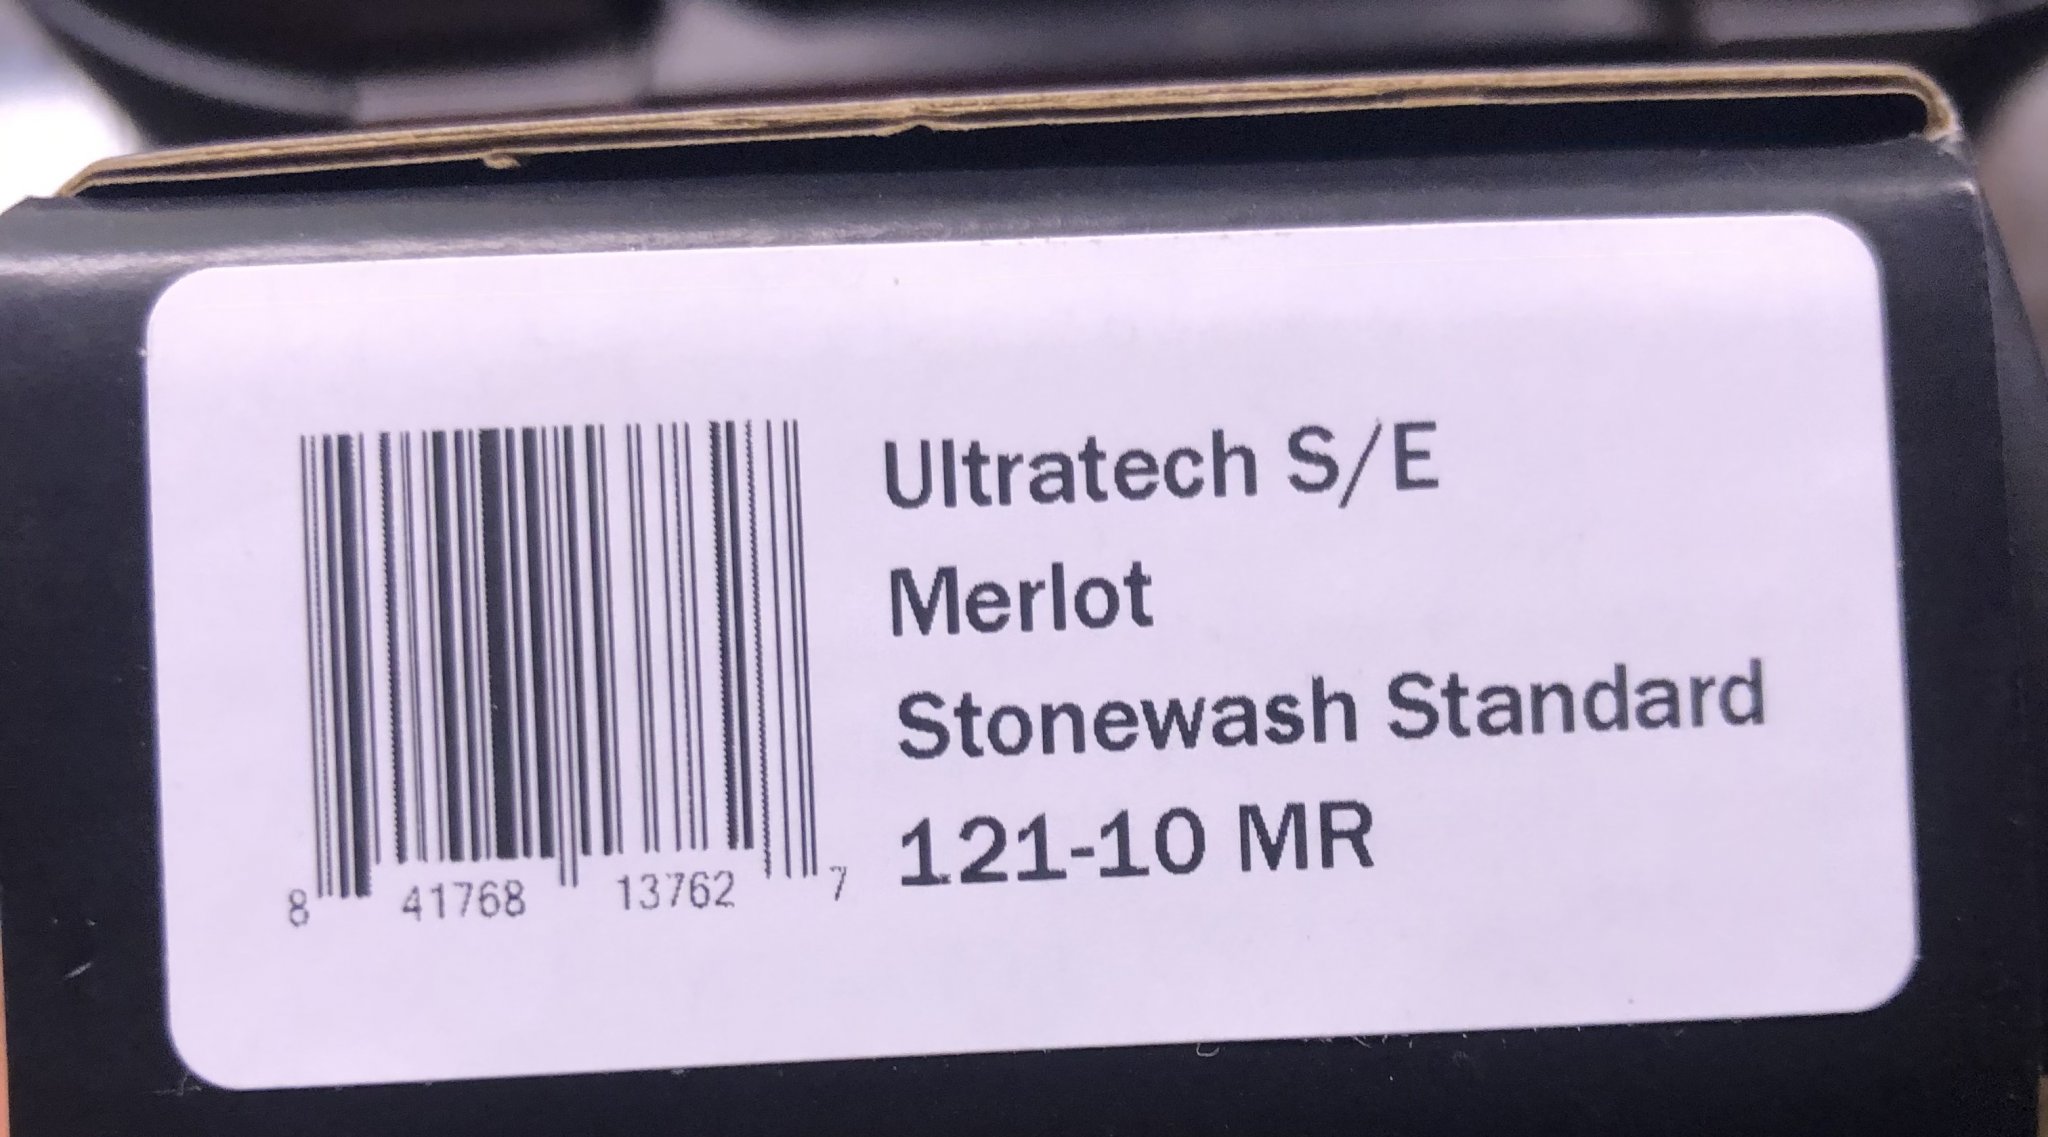 Ultratech S/E
Merlot
Stonewash Standard
121-10 MR
8 41768 13762 7